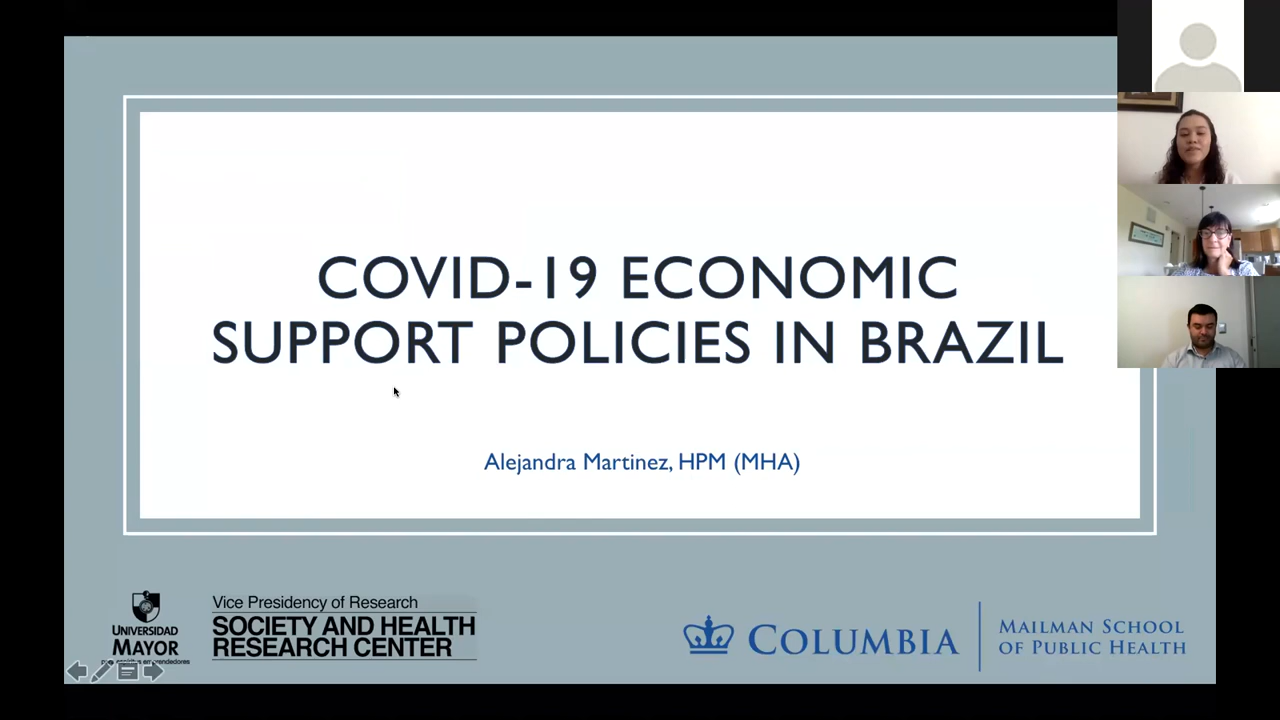 COVID-19 ECONOMIC
SUPPORT POLICIES IN BRAZIL
Alejandra Martinez, HPM (MHA)
UNIVERSIDAD
MAYOR
Vice Presidency of Research
SOCIETY AND HEALTH
RESEARCH CENTER
COLUMBIA
MAILMAN SCHOOL
OF PUBLIC HEALTH